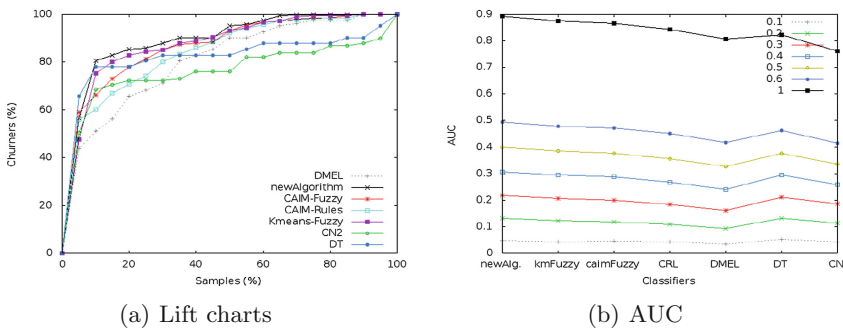 100
80
60
40
20
0
Churners (%)
0 20 40 60 80 100
Samples (%)
DMEL
newAlgorithm
CAIM-Fuzzy
CAIM-Rules
Kmeans-Fuzzy
CN2
DT
(a) Lift charts
0.9
0.8
0.7
0.6
0.5
0.4
0.3
0.2
0.1
0
AUC
newAlg. kmFuzzy caimFuzzy CRL DMEL DT CN
Classifiers
0.1
0.2
0.3
0.4
0.5
0.6
1
(b) AUC